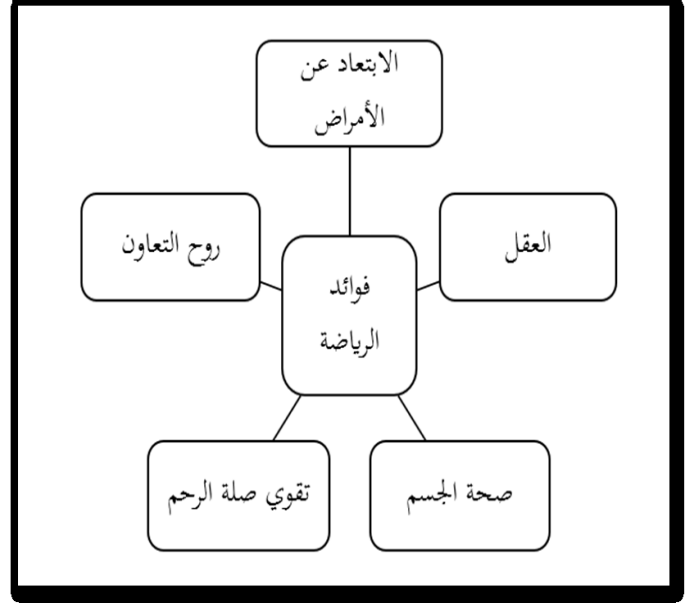 الابتعاد عن
الأمراض
العقل
روح التعاون
فوائد
الرياضة
صحة الجسم
تقوي صلة الرحم